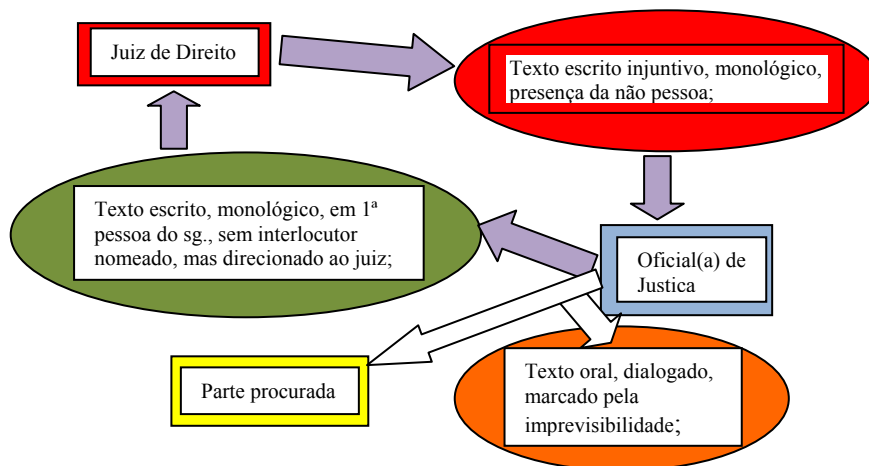 Juiz de Direito
Texto escrito injuntivo, monológico,
presença da não pessoa;
Texto escrito, monológico, em 1ª
pessoa do sg., sem interlocutor
nomeado, mas direcionado ao juiz;
Oficial(a) de
Justica
Parte procurada
Texto oral, dialogado,
marcado pela
imprevisibilidade;